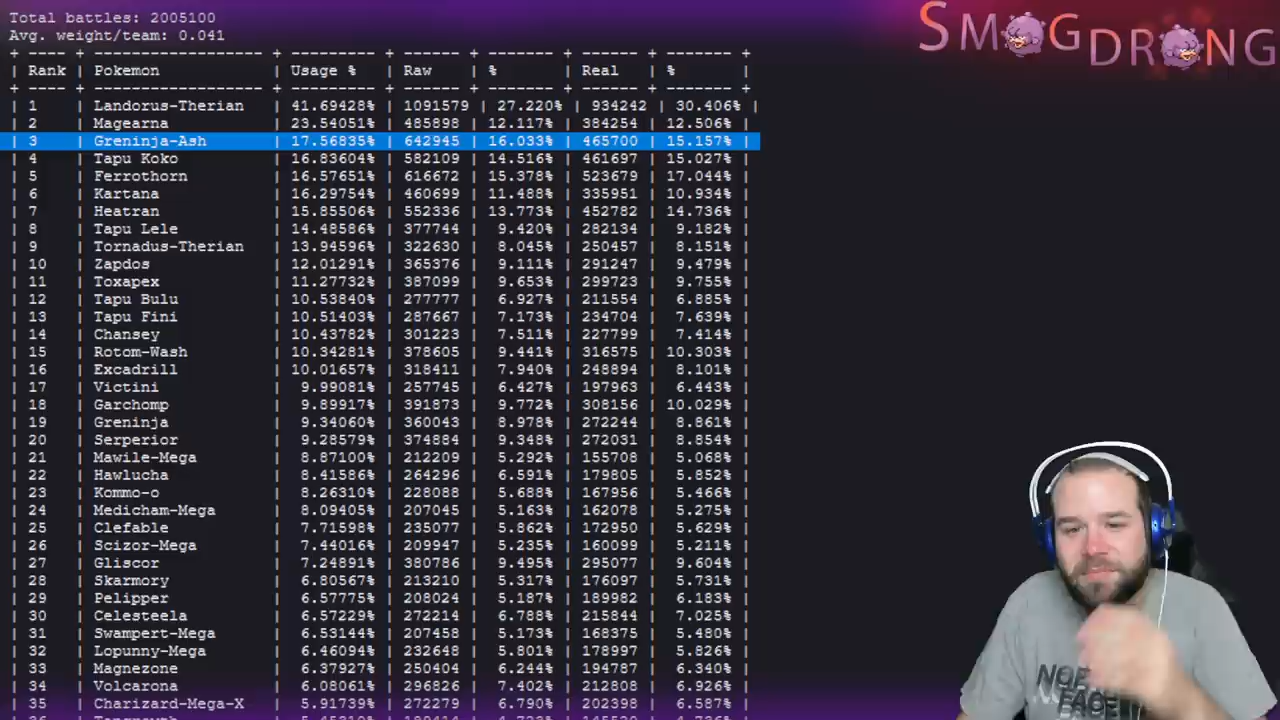 Total battles: 2005100
Avg. weight/team: 0.041
+ ---- + ------------------ + --------- + ------- + ------- + ------- + ------- +
| Rank | Pokemon | Usage % | Raw | % | Real | % |
+ ---- + ------------------ + --------- + ------- + ------- + ------- + ------- +
| 1 | Landorus-Therian | 41.69428% | 1091579 | 27.220% | 934242 | 30.406% |
| 2 | Magearna | 23.54051% | 485898 | 12.117% | 384254 | 12.506% |
| 3 | Greninja-Ash | 17.56835% | 642945 | 16.033% | 465700 | 15.157% |
| 4 | Tapu Koko | 16.83604% | 582109 | 14.516% | 461697 | 15.027% |
| 5 | Ferrothorn | 16.57651% | 616672 | 15.378% | 523679 | 17.044% |
| 6 | Kartana | 16.29754% | 460699 | 11.488% | 335951 | 10.934% |
| 7 | Heatran | 15.85506% | 552336 | 13.773% | 452782 | 14.736% |
| 8 | Tapu Lele | 14.48586% | 377744 | 9.420% | 282134 | 9.182% |
| 9 | Tornadus-Therian | 13.94596% | 322630 | 8.045% | 250457 | 8.151% |
| 10 | Zapdos | 12.01291% | 365376 | 9.111% | 291247 | 9.479% |
| 11 | Toxapex | 11.27732% | 387099 | 9.653% | 299723 | 9.755% |
| 12 | Tapu Bulu | 10.53840% | 277777 | 6.927% | 211554 | 6.885% |
| 13 | Tapu Fini | 10.51403% | 287667 | 7.173% | 234704 | 7.639% |
| 14 | Chansey | 10.43782% | 301223 | 7.511% | 227799 | 7.414% |
| 15 | Rotom-Wash | 10.34281% | 378605 | 9.441% | 316575 | 10.303% |
| 16 | Excadrill | 10.01657% | 318411 | 7.940% | 248894 | 8.101% |
| 17 | Victini | 9.99081% | 257745 | 6.427% | 197963 | 6.443% |
| 18 | Garchomp | 9.89917% | 391873 | 9.772% | 308156 | 10.029% |
| 19 | Greninja | 9.34060% | 360043 | 8.978% | 272244 | 8.861% |
| 20 | Serperior | 9.28579% | 374884 | 9.348% | 272031 | 8.854% |
| 21 | Mawile-Mega | 8.87100% | 212209 | 5.292% | 155708 | 5.068% |
| 22 | Hawlucha | 8.41586% | 264296 | 6.591% | 179805 | 5.852% |
| 23 | Kommo-o | 8.26310% | 228088 | 5.688% | 167956 | 5.466% |
| 24 | Medicham-Mega | 8.09405% | 207045 | 5.163% | 162078 | 5.275% |
| 25 | Clefable | 7.71598% | 235077 | 5.862% | 172950 | 5.629% |
| 26 | Scizor-Mega | 7.44016% | 209947 | 5.235% | 160099 | 5.211% |
| 27 | Gliscor | 7.24891% | 380786 | 9.495% | 295077 | 9.604% |
| 28 | Skarmory | 6.80567% | 213210 | 5.317% | 176097 | 5.731% |
| 29 | Pelipper | 6.57775% | 208024 | 5.187% | 189982 | 6.183% |
| 30 | Celesteela | 6.57229% | 272214 | 6.788% | 215844 | 7.025% |
| 31 | Swampert-Mega | 6.53144% | 207458 | 5.173% | 168375 | 5.480% |
| 32 | Lopunny-Mega | 6.46094% | 232648 | 5.801% | 178997 | 5.826% |
| 33 | Magnezone | 6.37927% | 250404 | 6.244% | 194787 | 6.340% |
| 34 | Volcarona | 6.08061% | 296826 | 7.402% | 212808 | 6.926% |
| 35 | Charizard-Mega-X | 5.91739% | 272279 | 6.790% | 202398 | 6.587% |
SM G
DR NG